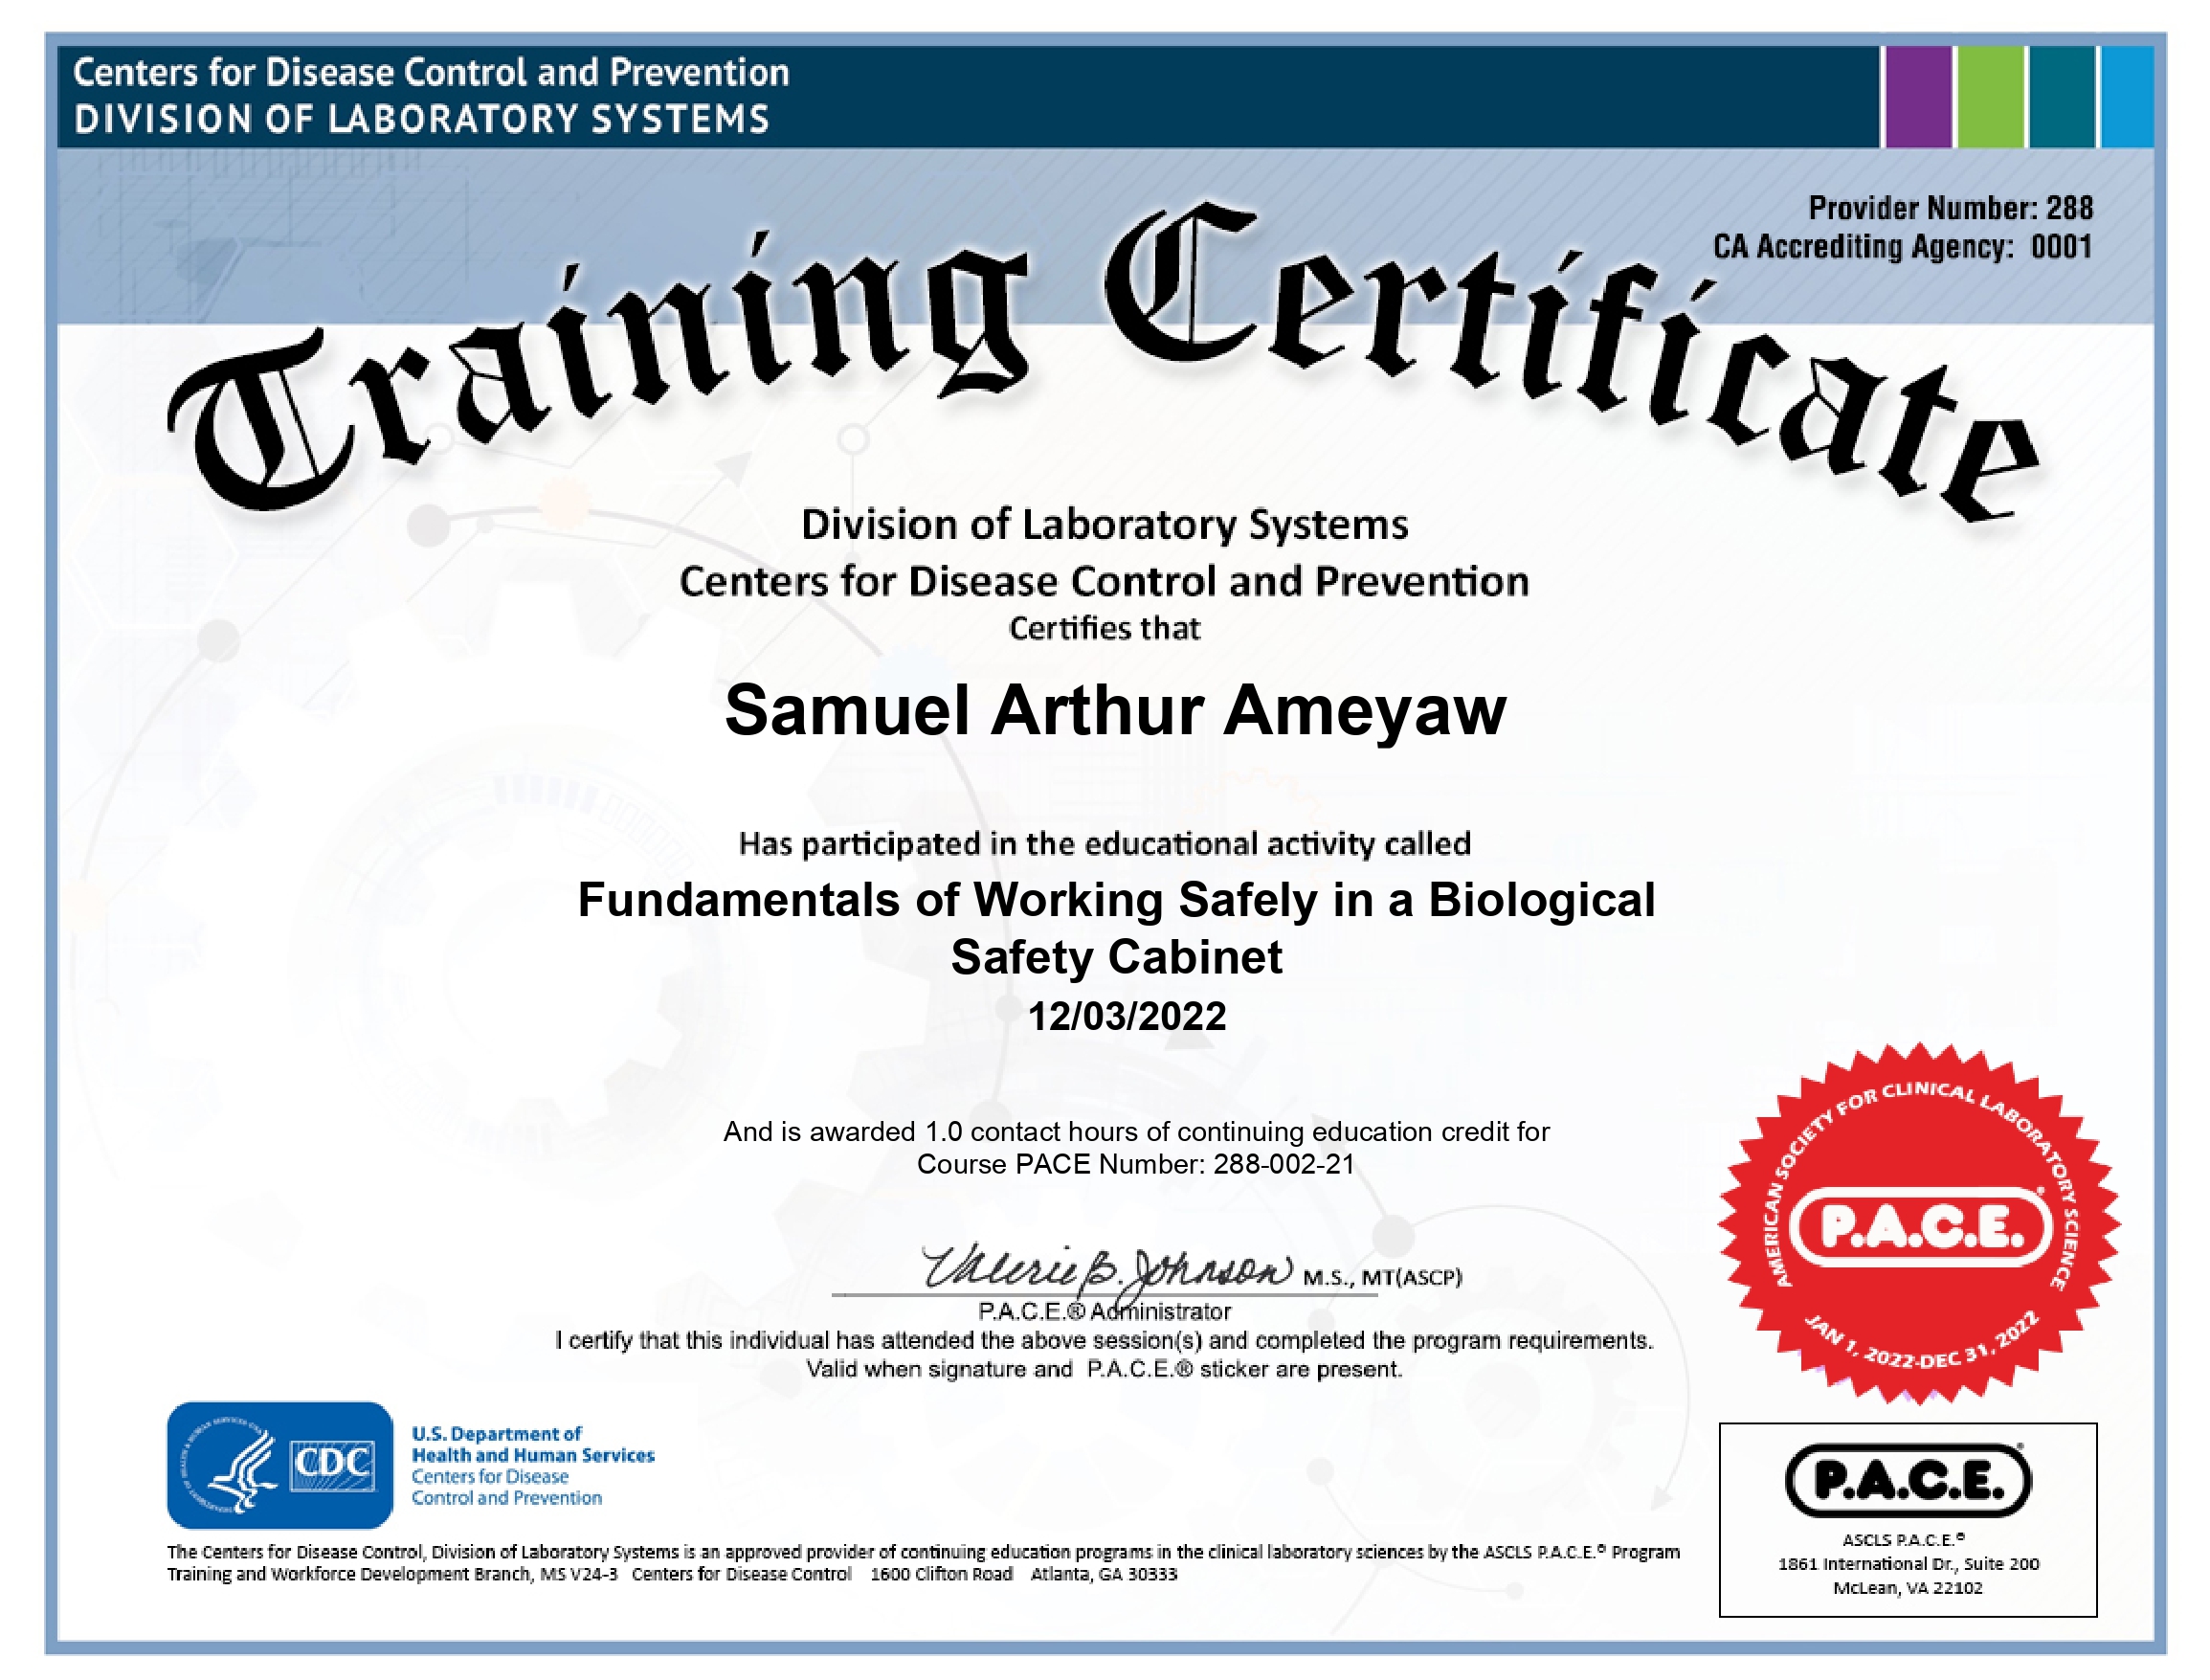 Centers for Disease Control and Prevention
DIVISION OF LABORATORY SYSTEMS
Provider Number: 288
CA Accrediting Agency: 0001
Training Certificate
Division of Laboratory Systems
Centers for Disease Control and Prevention
Certifies that
Samuel Arthur Ameyaw
Has participated in the educational activity called
Fundamentals of Working Safely in a Biological
Safety Cabinet
12/03/2022
And is awarded 1.0 contact hours of continuing education credit for
Course PACE Number: 288-002-21
Valerie B. Johnson M.S., MT(ASCP)
P.A.C.E.® Administrator
I certify that this individual has attended the above session(s) and completed the program requirements.
Valid when signature and P.A.C.E.® sticker are present.
AMERICAN SOCIETY FOR CLINICAL LABORATORY SCIENCE
P.A.C.E.®
JAN 1, 2022-DEC 31, 2022
CDC
U.S. Department of
Health and Human Services
Centers for Disease
Control and Prevention
The Centers for Disease Control, Division of Laboratory Systems is an approved provider of continuing education programs in the clinical laboratory sciences by the ASCLS P.A.C.E.® Program
Training and Workforce Development Branch, MS V24-3 Centers for Disease Control 1600 Clifton Road Atlanta, GA 30333
P.A.C.E.®
ASCLS P.A.C.E.®
1861 International Dr., Suite 200
McLean, VA 22102